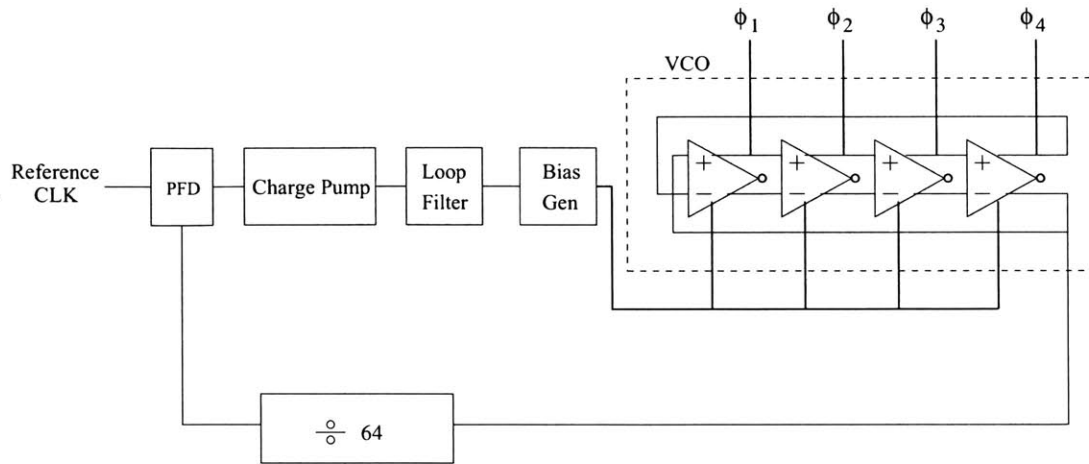 ϕ1 ϕ2 ϕ3 ϕ4
VCO
Reference
CLK
PFD
Charge Pump
Loop
Filter
Bias
Gen
+ + + +
− − − −
÷ 64